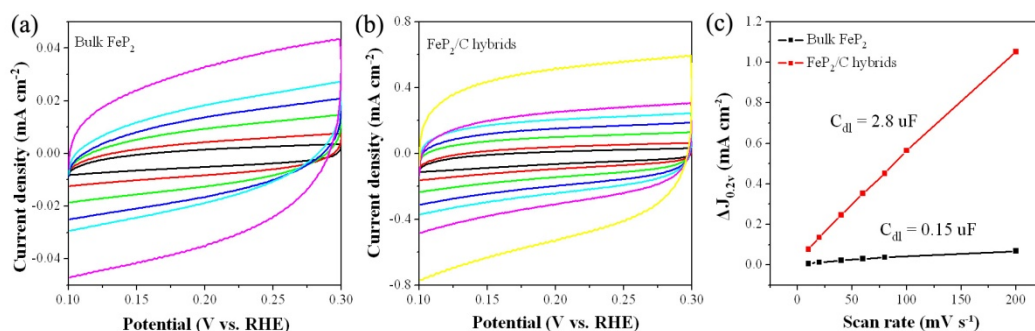 (a)
Bulk FeP₂
0.04
0.02
0.00
-0.02
-0.04
Current density (mA cm⁻²)
0.10
0.15
0.20
0.25
0.30
Potential (V vs. RHE)
(b)
FeP₂/C hybrids
0.8
0.4
0.0
-0.4
-0.8
Current density (mA cm⁻²)
0.10
0.15
0.20
0.25
0.30
Potential (V vs. RHE)
(c)
Bulk FeP₂
FeP₂/C hybrids
C_dl = 2.8 uF
C_dl = 0.15 uF
1.2
1.0
0.8
0.6
0.4
0.2
0.0
ΔJ₀.₂ᵥ (mA cm⁻²)
0
50
100
150
200
Scan rate (mV s⁻¹)